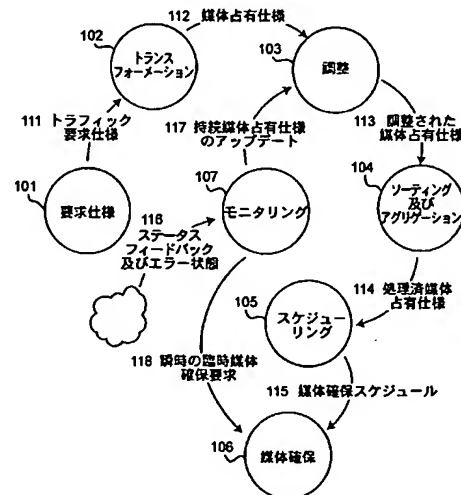 112 媒体占有仕様
102
トランス
フォーメーション
103
調整
111 トラフィック
要求仕様
117 持続媒体占有仕様
のアップデート
113 調整された
媒体占有仕様
101
要求仕様
107
モニタリング
104
ソーティング
及び
アグリゲーション
116
ステータス
フィードバック
及びエラー状態
114 処理済媒体
占有仕様
105
スケジュー
リング
118 瞬時の臨時媒体
確保要求
115 媒体確保スケジュール
106
媒体確保